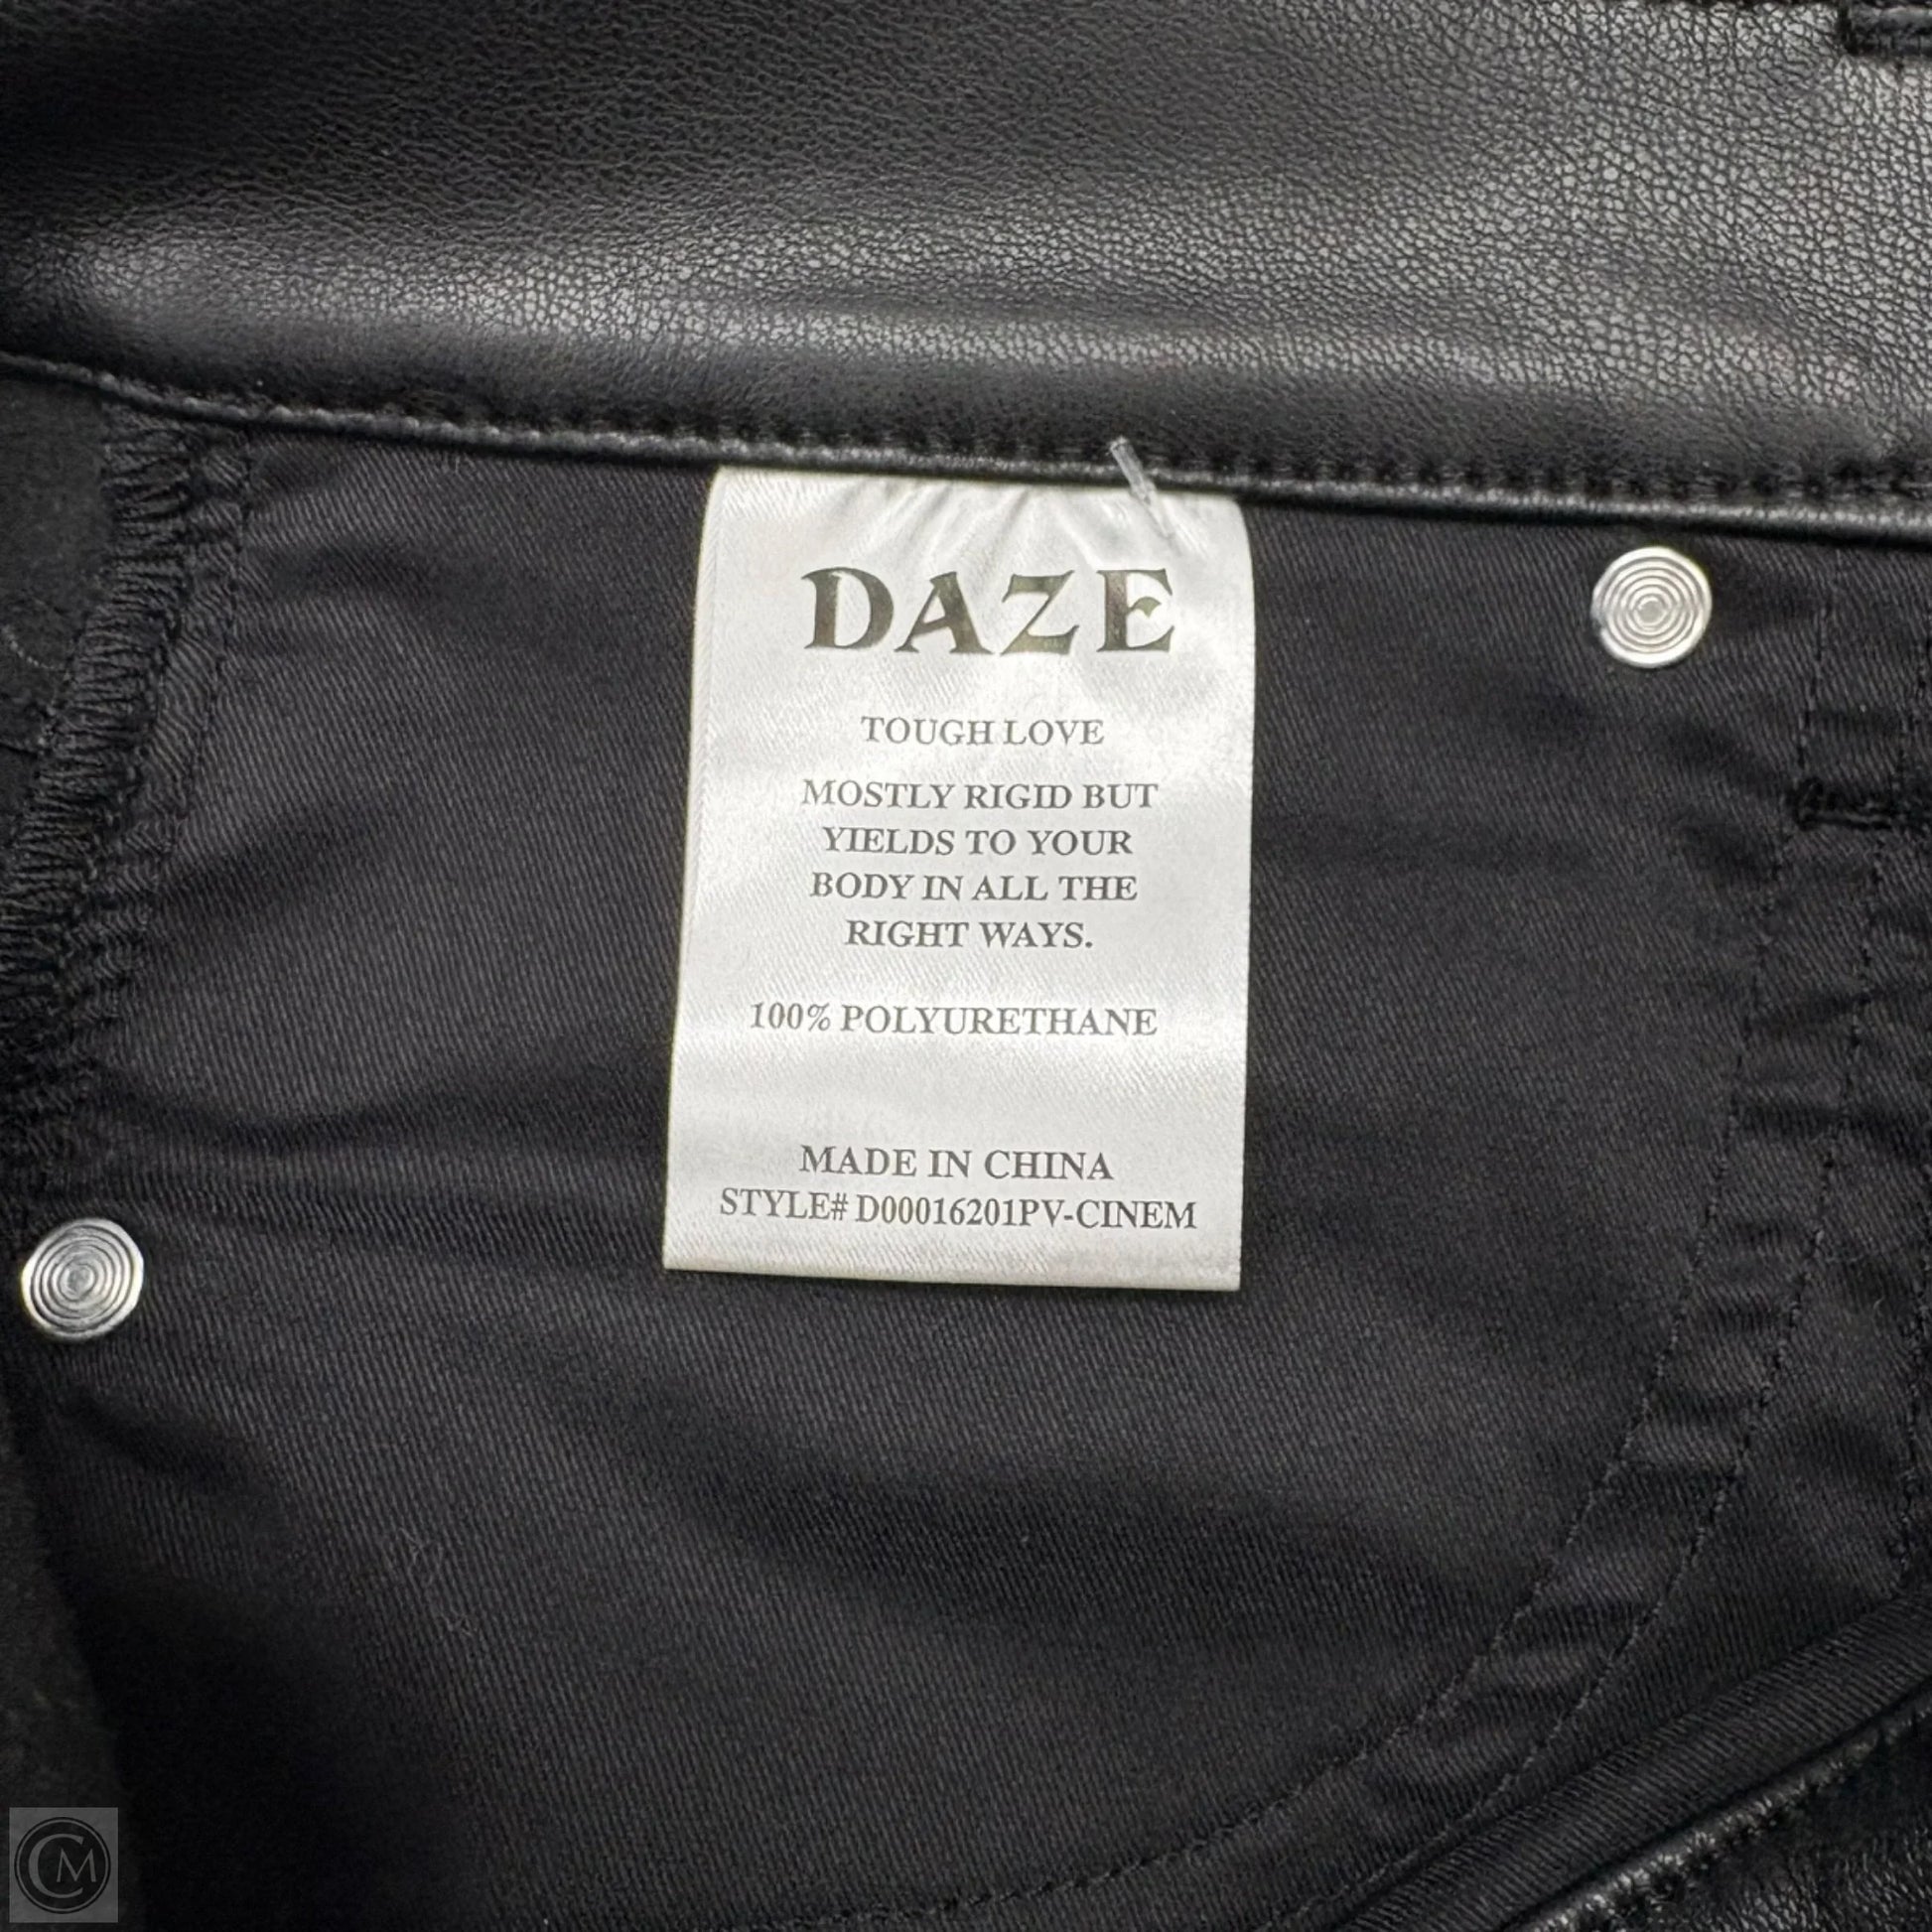 DAZE
TOUGH LOVE
MOSTLY RIGID BUT
YIELDS TO YOUR
BODY IN ALL THE
RIGHT WAYS.
100% POLYURETHANE
MADE IN CHINA
STYLE# D00016201PV-CINEM
CM